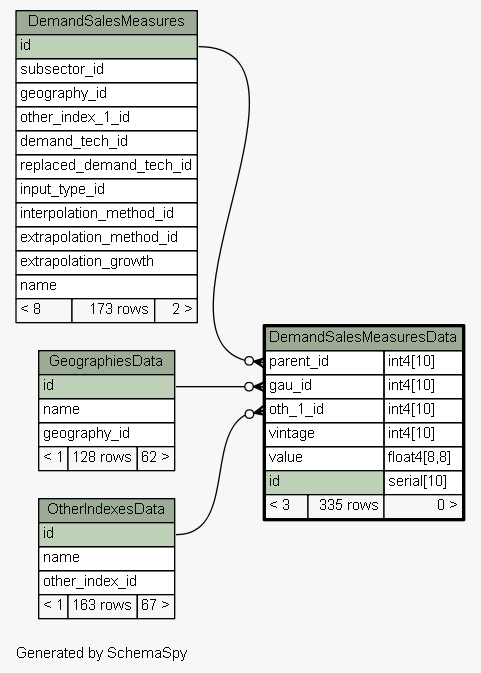 DemandSalesMeasures
id
subsector_id
geography_id
other_index_1_id
demand_tech_id
replaced_demand_tech_id
input_type_id
interpolation_method_id
extrapolation_method_id
extrapolation_growth
name
< 8 173 rows 2 >
DemandSalesMeasuresData
parent_id int4[10]
gau_id int4[10]
oth_1_id int4[10]
vintage int4[10]
value float4[8,8]
id serial[10]
< 3 335 rows 0 >
GeographiesData
id
name
geography_id
< 1 128 rows 62 >
OtherIndexesData
id
name
other_index_id
< 1 163 rows 67 >
Generated by SchemaSpy